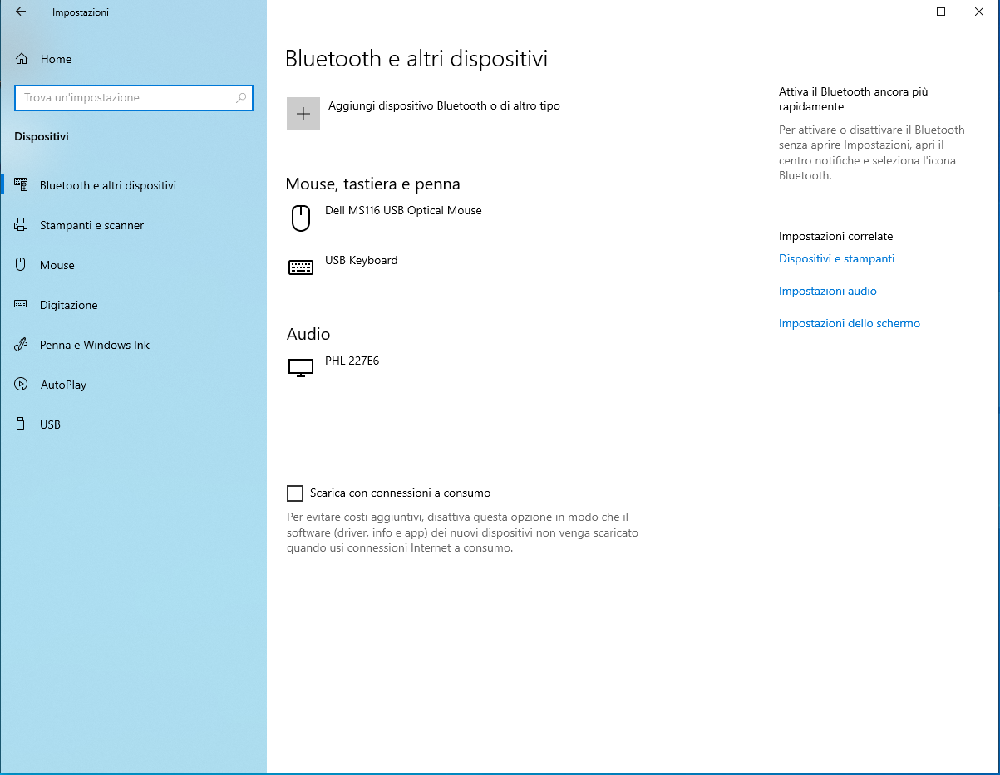 Impostazioni
Home
Trova un'impostazione
Dispositivi
Bluetooth e altri dispositivi
Stampanti e scanner
Mouse
Digitazione
Penna e Windows Ink
AutoPlay
USB
Bluetooth e altri dispositivi
Aggiungi dispositivo Bluetooth o di altro tipo
Mouse, tastiera e penna
Dell MS116 USB Optical Mouse
USB Keyboard
Audio
PHL 227E6
Scarica con connessioni a consumo
Per evitare costi aggiuntivi, disattiva questa opzione in modo che il
software (driver, info e app) dei nuovi dispositivi non venga scaricato
quando usi connessioni Internet a consumo.
Attiva il Bluetooth ancora più
rapidamente
Per attivare o disattivare il Bluetooth
senza aprire Impostazioni, apri il
centro notifiche e seleziona l'icona
Bluetooth.
Impostazioni correlate
Dispositivi e stampanti
Impostazioni audio
Impostazioni dello schermo